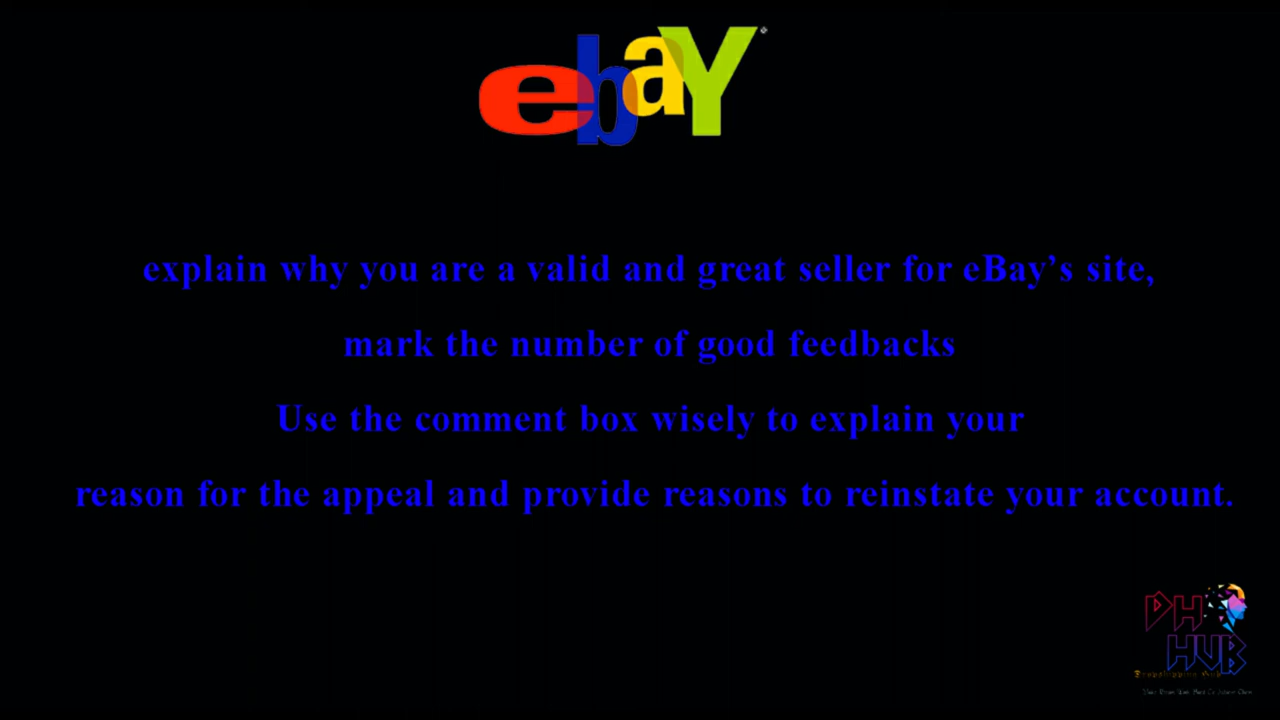 ebay
explain why you are a valid and great seller for eBay’s site,
mark the number of good feedbacks
Use the comment box wisely to explain your
reason for the appeal and provide reasons to reinstate your account.
DH
HUB